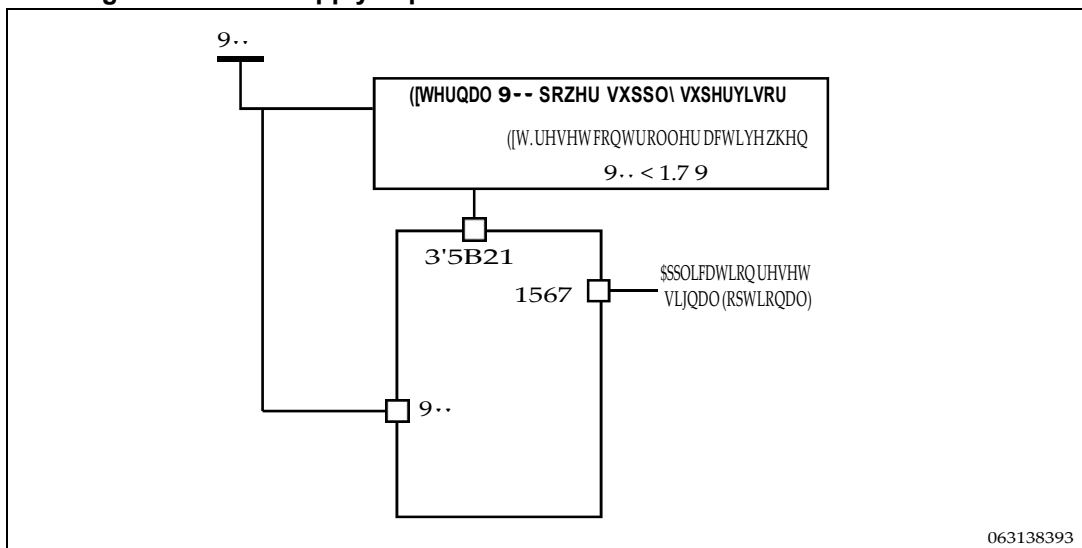 9··
([WHUQDO 9-- SRZHU VXSSO\ VXSHUYLVRU
([W. UHVHW FRQWUROOHU DFWLYH ZKHQ
9·· < 1.7 9
3'5B21
1567
$SSOLFDWLRQ UHVHW
VLJQDO (RSWLRQDO)
9··
063138393